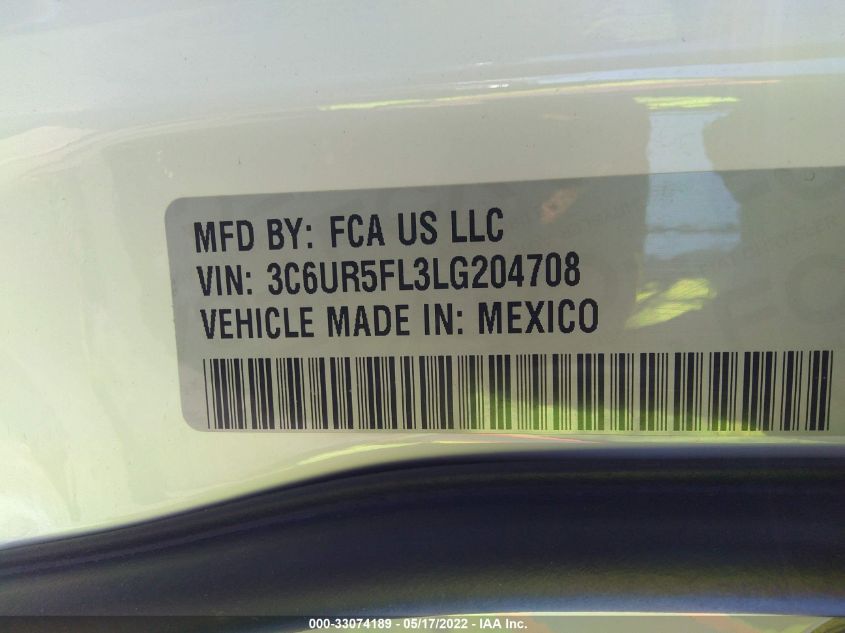 MFD BY: FCA US LLC
VIN: 3C6UR5FL3LG204708
VEHICLE MADE IN: MEXICO
000-33074189 - 05/17/2022 - IAA Inc.